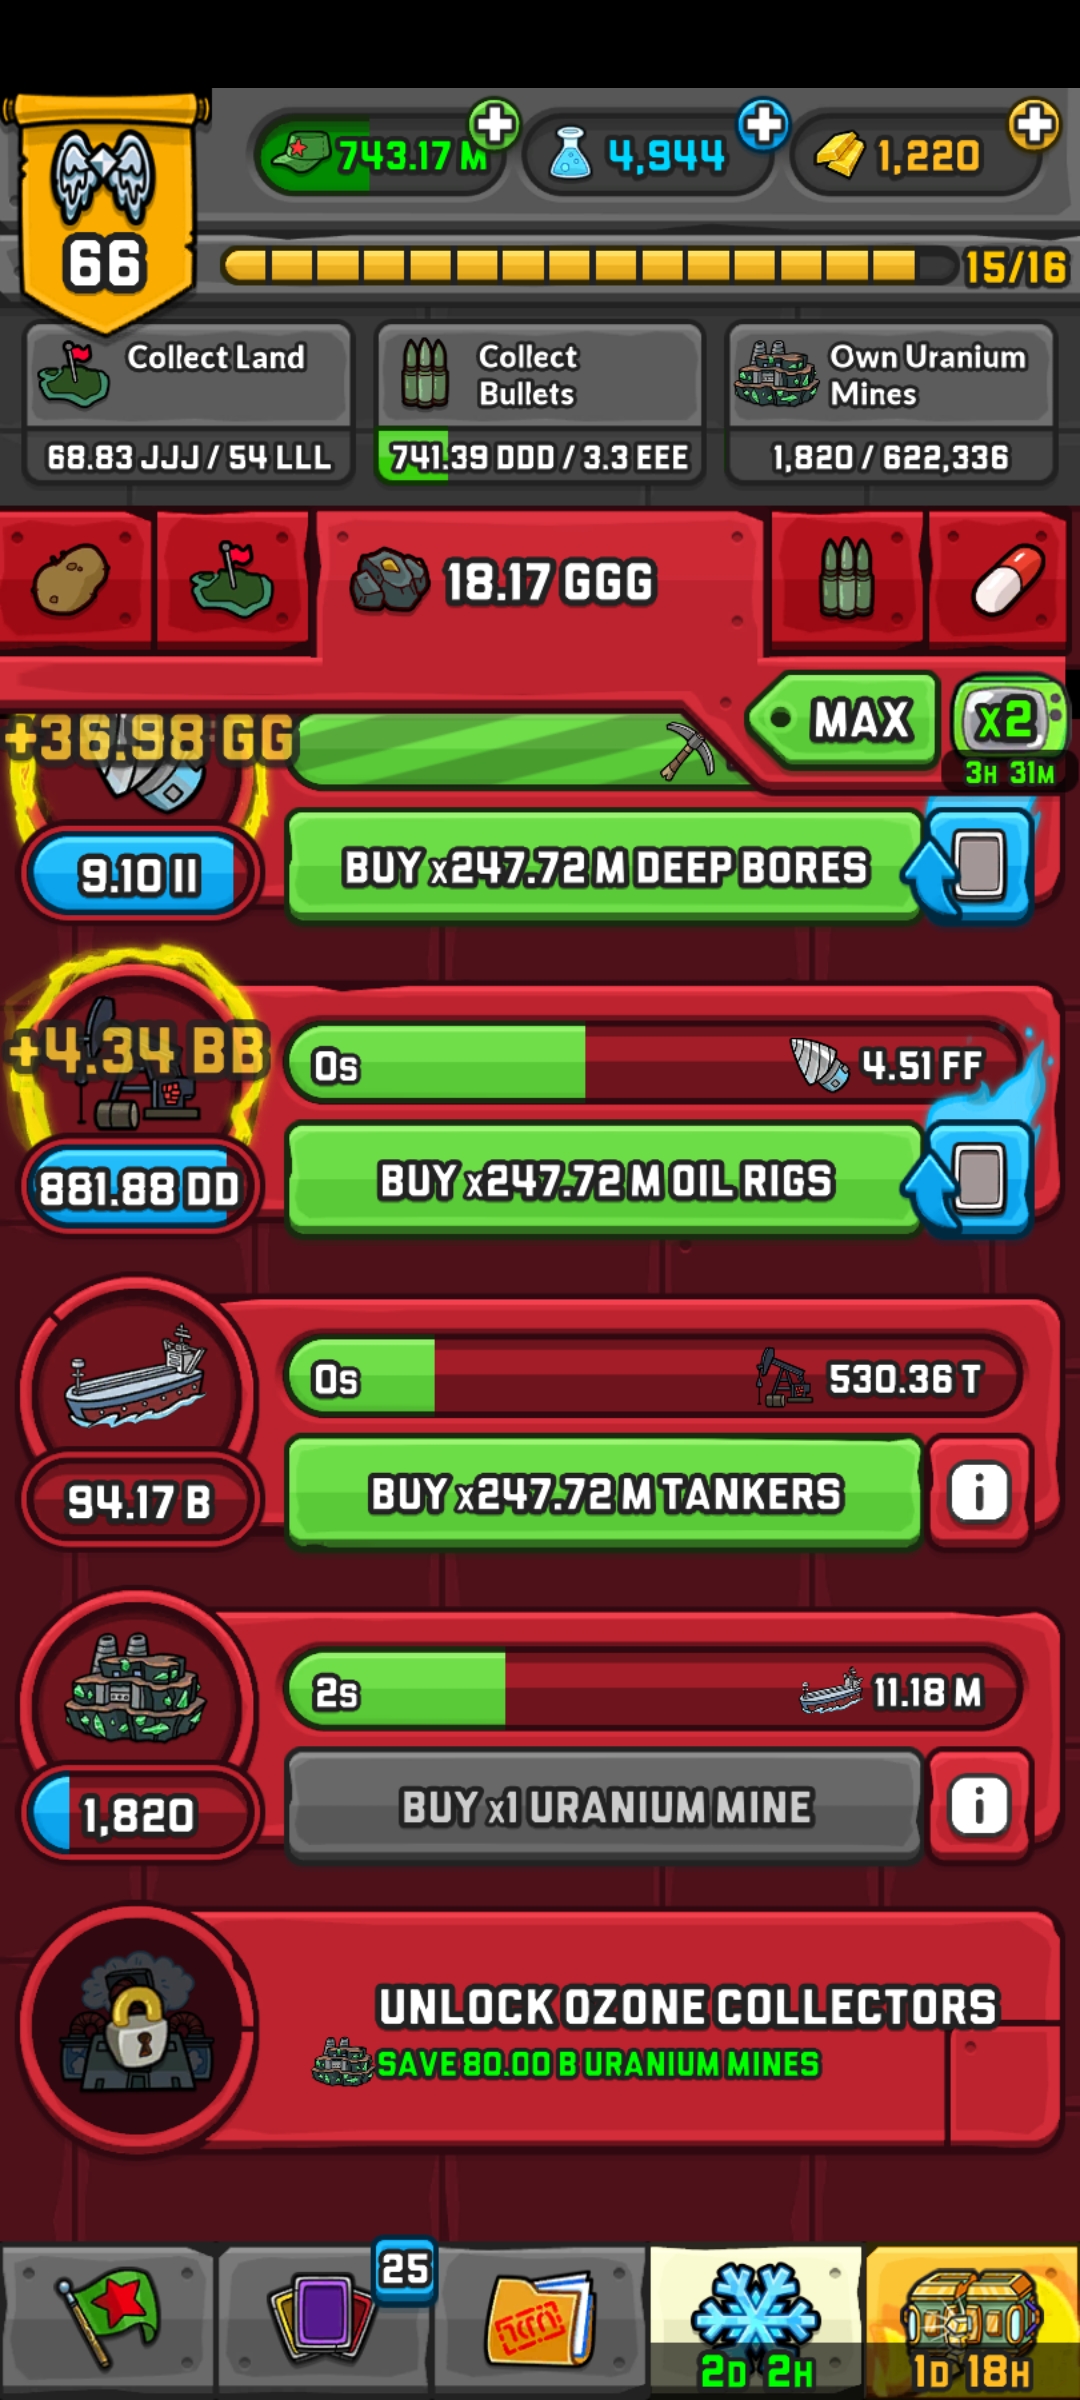 743.17 M
4,944
1,220
66
15/16
Collect Land
68.83 JJJ / 54 LLL
Collect
Bullets
741.39 DDD / 3.3 EEE
Own Uranium
Mines
1,820 / 622,336
18.17 GGG
MAX
x2
3H 31M
+36.98 GG
9.10 II
BUY x247.72 M DEEP BORES
+4.34 BB
0s
4.51 FF
881.88 DD
BUY x247.72 M OIL RIGS
0s
530.36 T
94.17 B
BUY x247.72 M TANKERS
i
2s
11.18 M
1,820
BUY x1 URANIUM MINE
i
UNLOCK OZONE COLLECTORS
SAVE 80.00 B URANIUM MINES
25
2D 2H
1D 18H